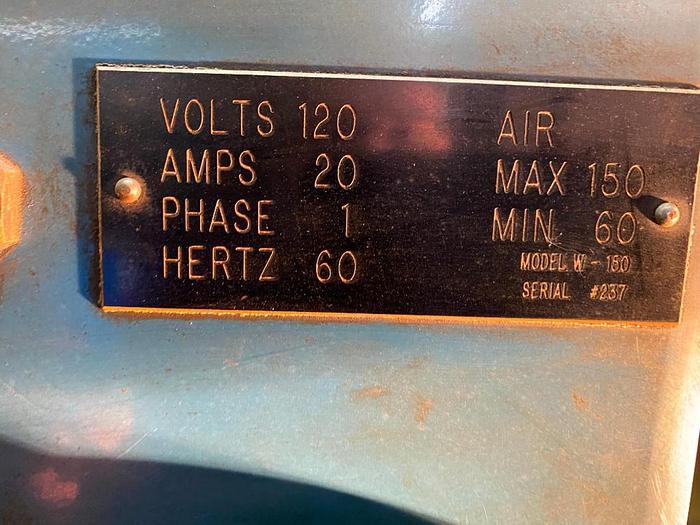 VOLTS 120
AMPS 20
PHASE 1
HERTZ 60
AIR
MAX 150
MIN 60
MODEL W - 150
SERIAL #237